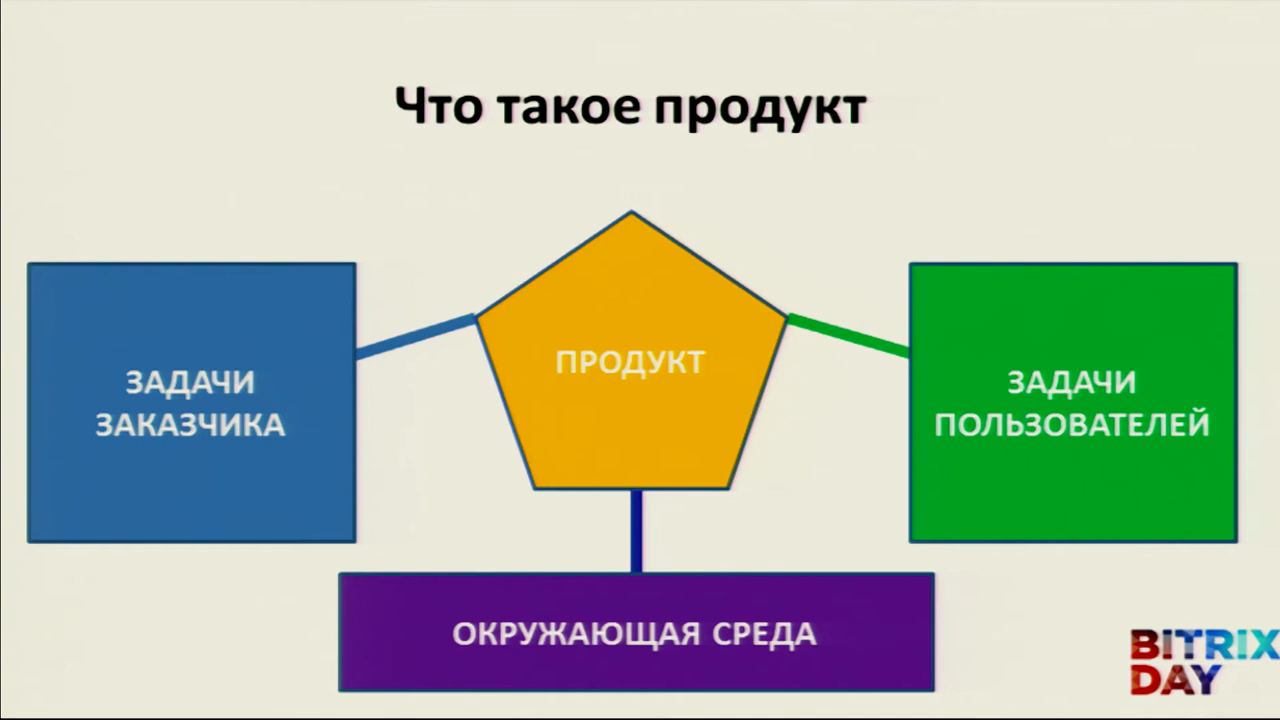 Что такое продукт
ПРОДУКТ
ЗАДАЧИ
ЗАКАЗЧИКА
ЗАДАЧИ
ПОЛЬЗОВАТЕЛЕЙ
ОКРУЖАЮЩАЯ СРЕДА
BITRIX
DAY